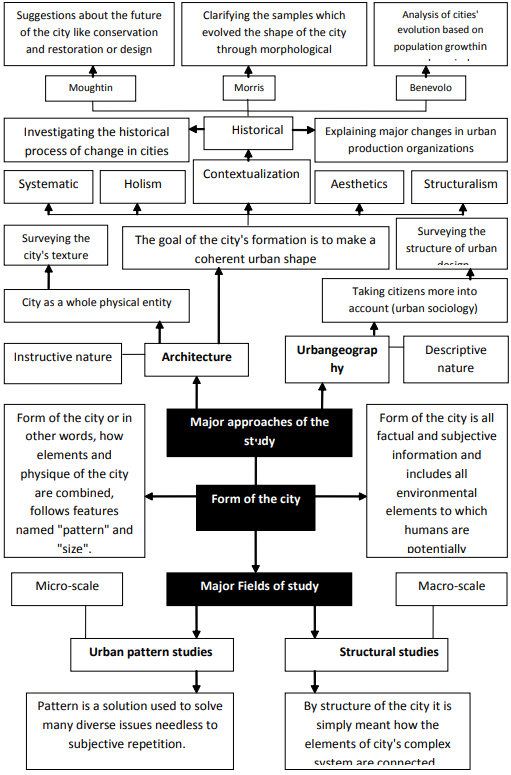 Suggestions about the future
of the city like conservation
and restoration or design
Clarifying the samples which
evolved the shape of the city
through morphological
Analysis of cities'
evolution based on
population growthin
Moughtin
Morris
Benevolo
Investigating the historical
process of change in cities
Historical
Explaining major changes in urban
production organizations
Contextualization
Systematic
Holism
Aesthetics
Structuralism
Surveying the
city's texture
The goal of the city's formation is to make a
coherent urban shape
Surveying the
structure of urban
design
City as a whole physical entity
Taking citizens more into
account (urban sociology)
Instructive nature
Architecture
Urbangeograp
hy
Descriptive
nature
Major approaches of the
study
Form of the city or in
other words, how
elements and
physique of the city
are combined,
follows features
named "pattern" and
"size".
Form of the city
Form of the city is all
factual and subjective
information and
includes all
environmental
elements to which
humans are
potentially
Micro-scale
Major Fields of study
Macro-scale
Urban pattern studies
Structural studies
Pattern is a solution used to solve
many diverse issues needless to
subjective repetition.
By structure of the city it is
simply meant how the
elements of city's complex
system are connected